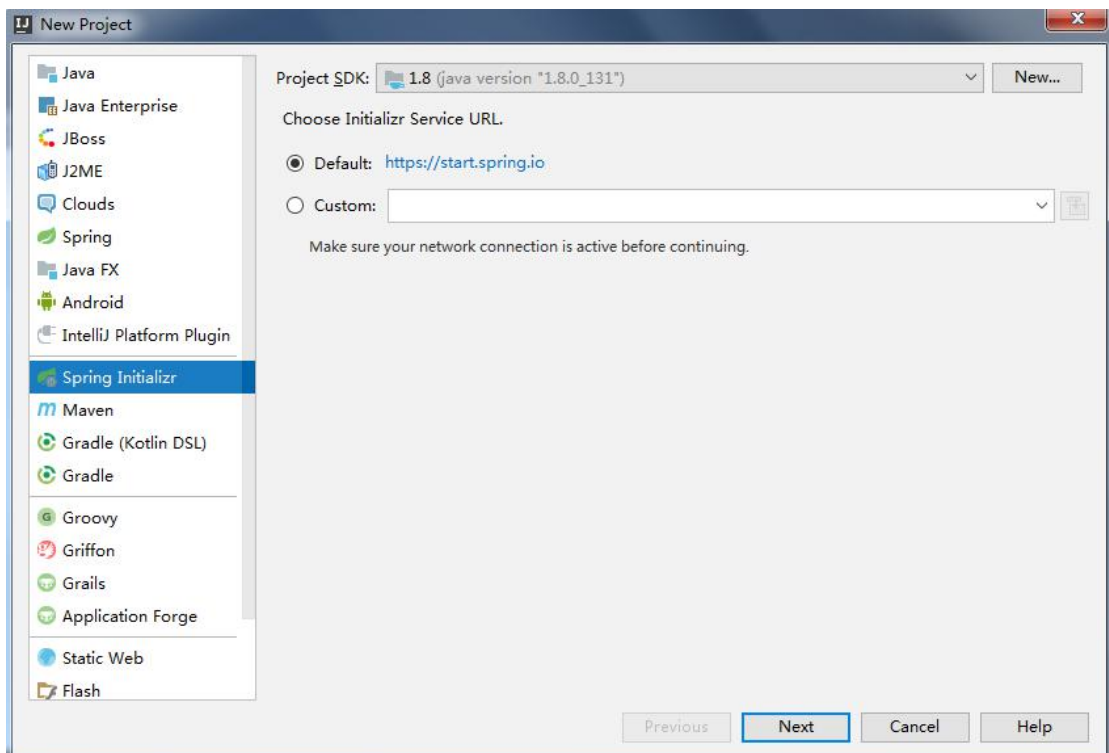 New Project
Java
Java Enterprise
JBoss
J2ME
Clouds
Spring
Java FX
Android
IntelliJ Platform Plugin
Spring Initializr
Maven
Gradle (Kotlin DSL)
Gradle
Groovy
Griffon
Grails
Application Forge
Static Web
Flash
Project SDK: 1.8 (java version "1.8.0_131") New...
Choose Initializr Service URL.
Default: https://start.spring.io
Custom:
Make sure your network connection is active before continuing.
Previous Next Cancel Help